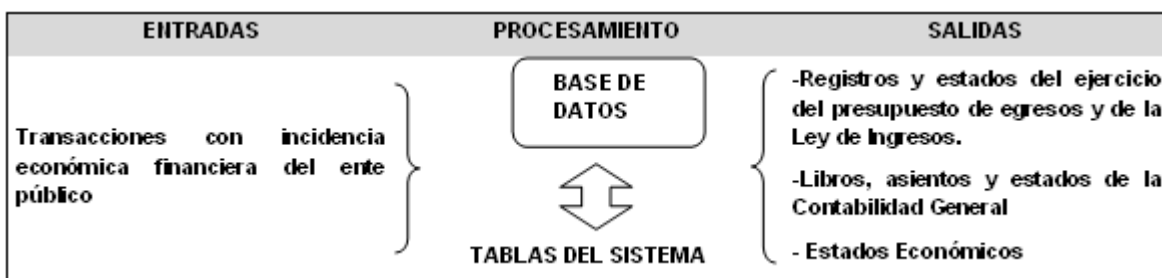 ENTRADAS
PROCESAMIENTO
SALIDAS
Transacciones con incidencia
económica financiera del ente
público
BASE DE
DATOS
TABLAS DEL SISTEMA
-Registros y estados del ejercicio
del presupuesto de egresos y de la
Ley de Ingresos.
-Libros, asientos y estados de la
Contabilidad General
- Estados Económicos